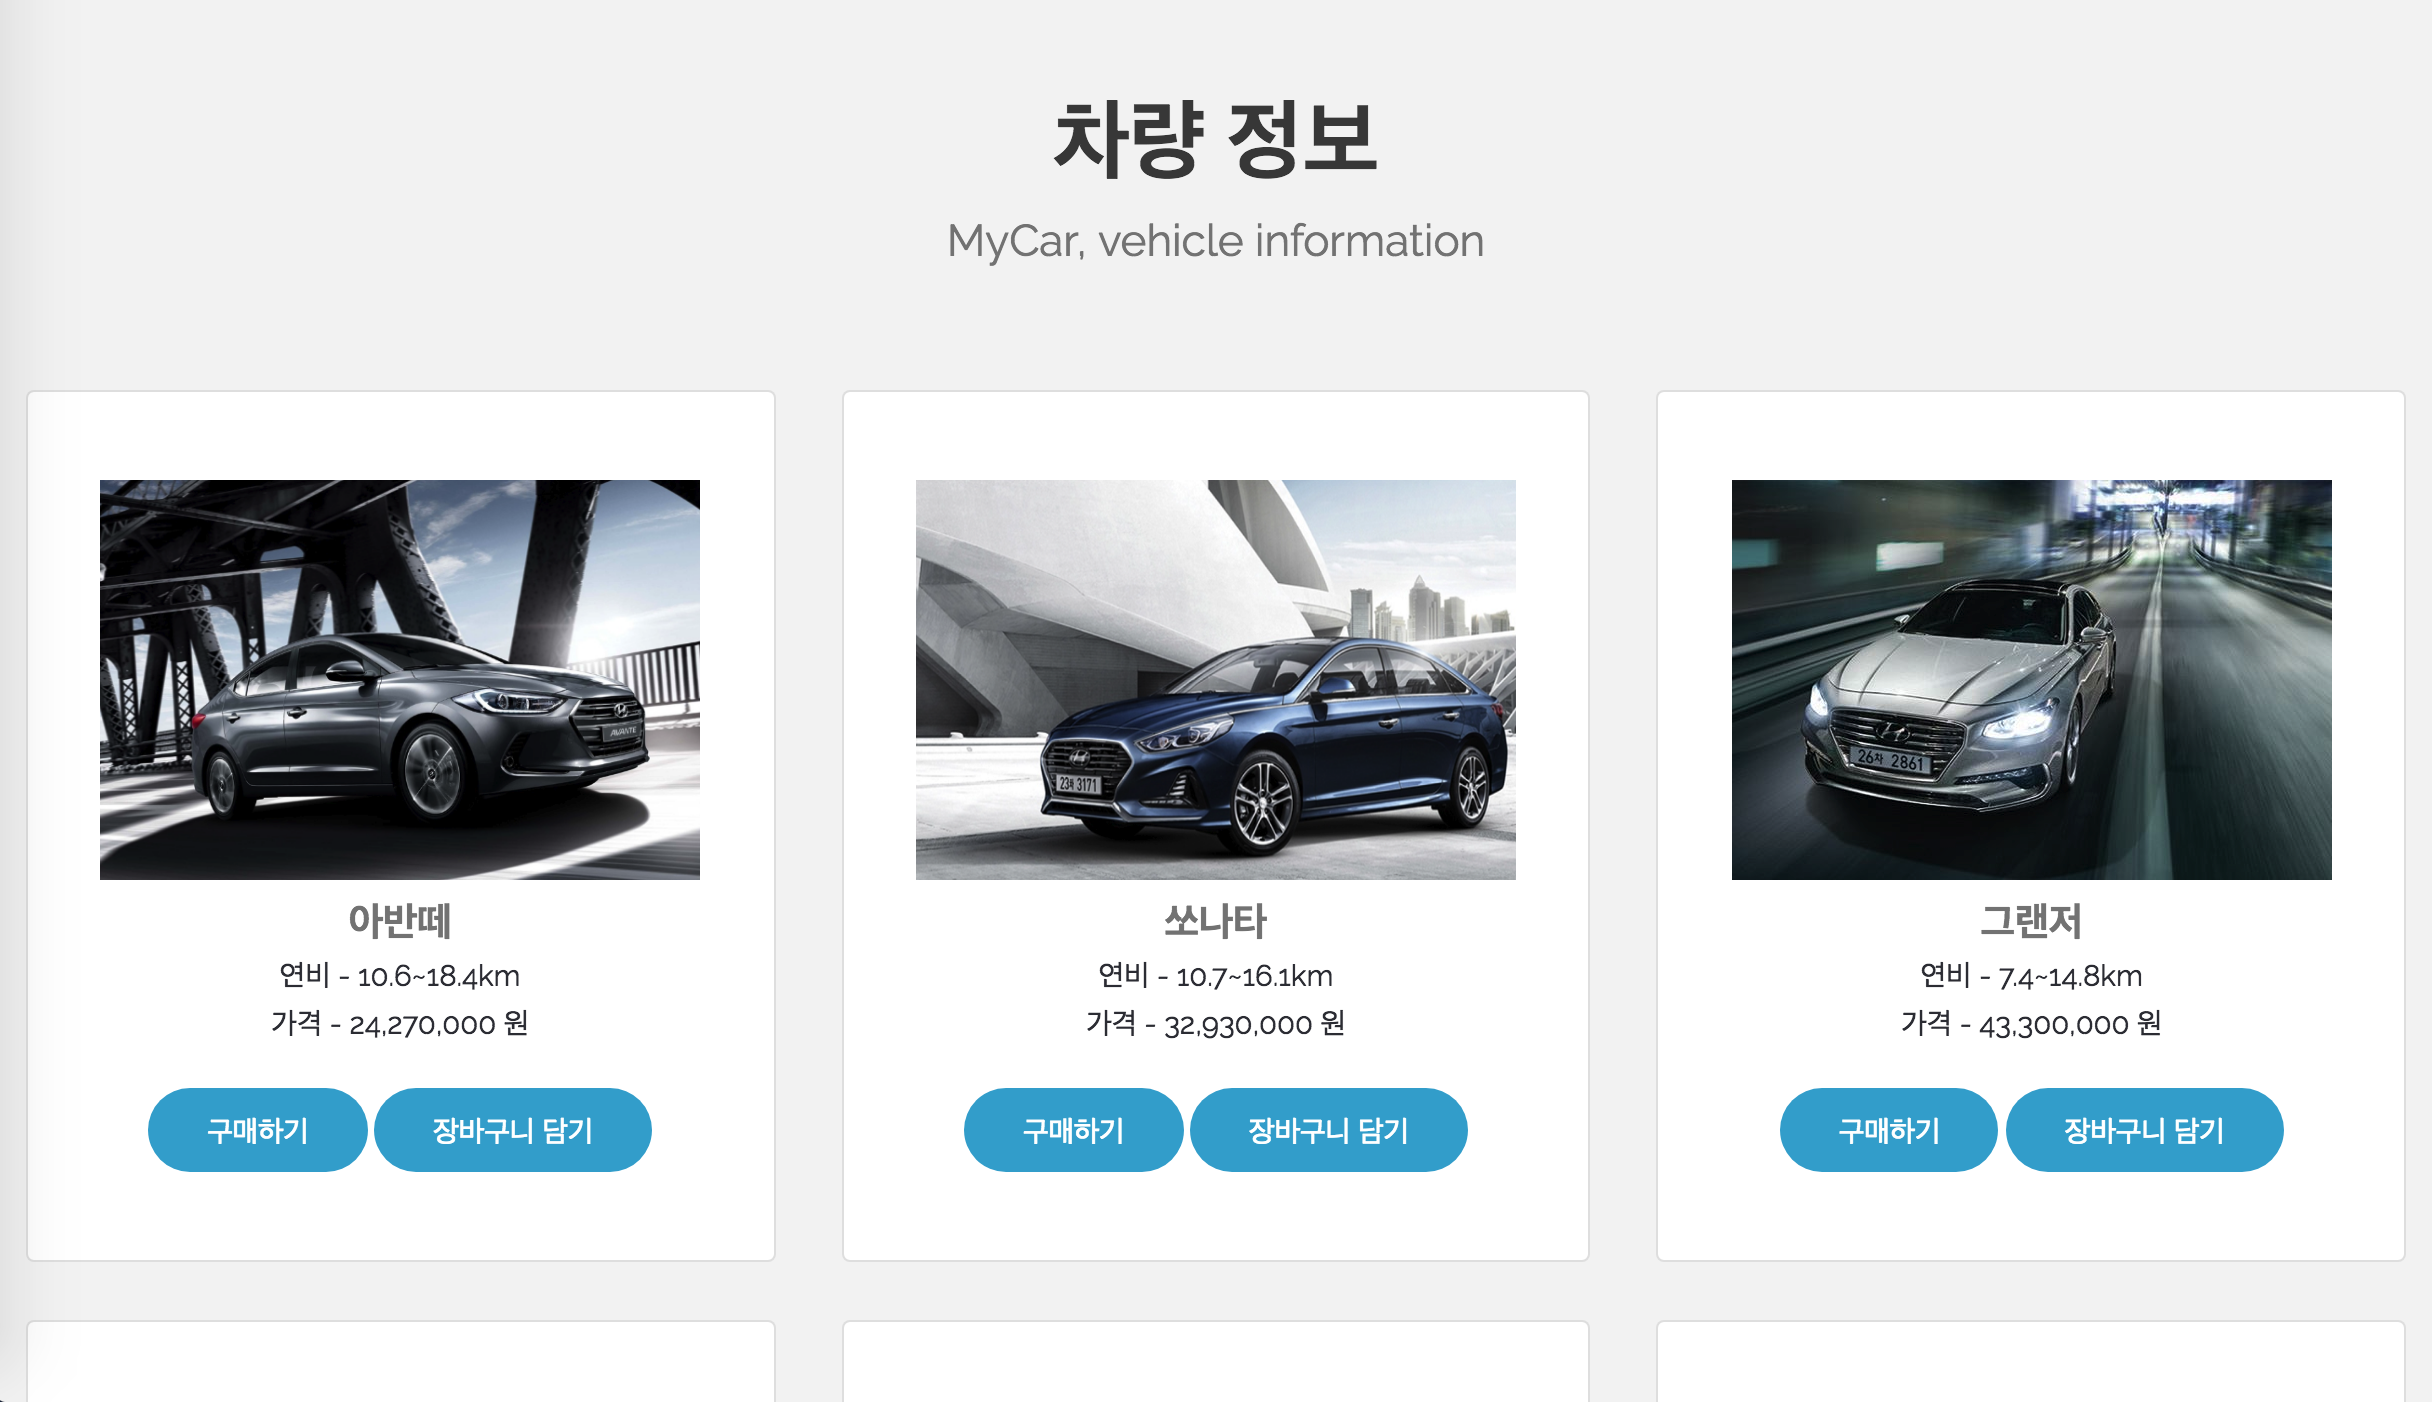 차량 정보
MyCar, vehicle information
AVANTE
아반떼
연비 - 10.6~18.4km
가격 - 24,270,000 원
구매하기 장바구니 담기
3171
쏘나타
연비 - 10.7~16.1km
가격 - 32,930,000 원
구매하기 장바구니 담기
26차 2861
그랜저
연비 - 7.4~14.8km
가격 - 43,300,000 원
구매하기 장바구니 담기